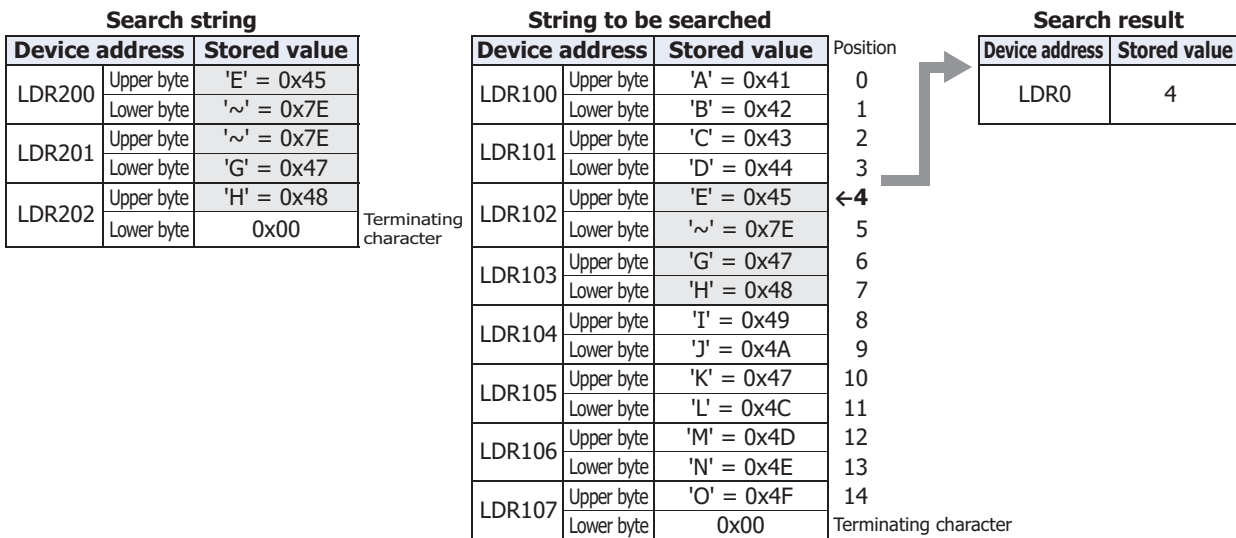 Search string
Device address Stored value
LDR200 Upper byte 'E' = 0x45
Lower byte '~' = 0x7E
LDR201 Upper byte '~' = 0x7E
Lower byte 'G' = 0x47
LDR202 Upper byte 'H' = 0x48
Lower byte 0x00 Terminating character
String to be searched
Device address Stored value Position
LDR100 Upper byte 'A' = 0x41 0
Lower byte 'B' = 0x42 1
LDR101 Upper byte 'C' = 0x43 2
Lower byte 'D' = 0x44 3
LDR102 Upper byte 'E' = 0x45 ←4
Lower byte '~' = 0x7E 5
LDR103 Upper byte 'G' = 0x47 6
Lower byte 'H' = 0x48 7
LDR104 Upper byte 'I' = 0x49 8
Lower byte 'J' = 0x4A 9
LDR105 Upper byte 'K' = 0x47 10
Lower byte 'L' = 0x4C 11
LDR106 Upper byte 'M' = 0x4D 12
Lower byte 'N' = 0x4E 13
LDR107 Upper byte 'O' = 0x4F 14
Lower byte 0x00 Terminating character
Search result
Device address Stored value
LDR0 4